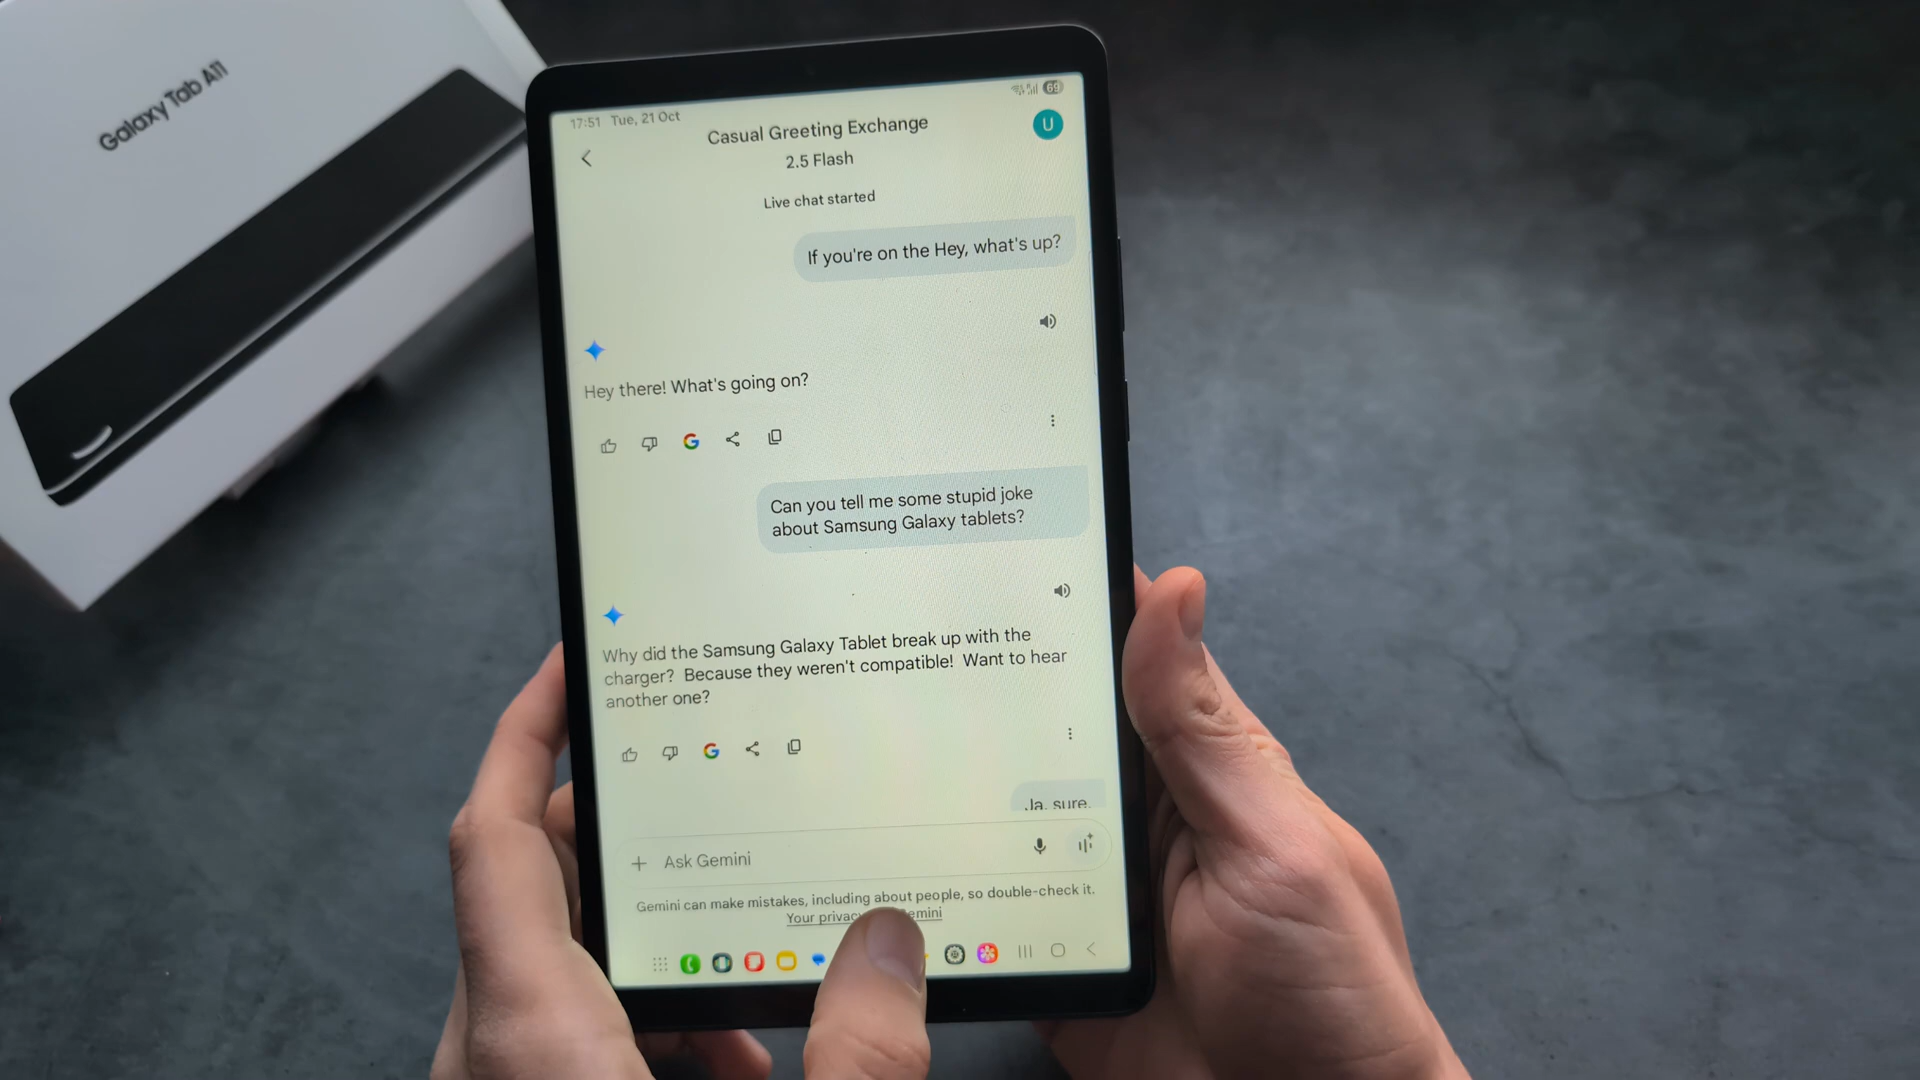 Galaxy Tab A11
17:51 Tue, 21 Oct
69
Casual Greeting Exchange
U
2.5 Flash
Live chat started
If you're on the Hey, what's up?
Hey there! What's going on?
G
Can you tell me some stupid joke
about Samsung Galaxy tablets?
Why did the Samsung Galaxy Tablet break up with the
charger? Because they weren't compatible! Want to hear
another one?
G
Ja, sure.
Ask Gemini
Gemini can make mistakes, including about people, so double-check it.
Your privacy